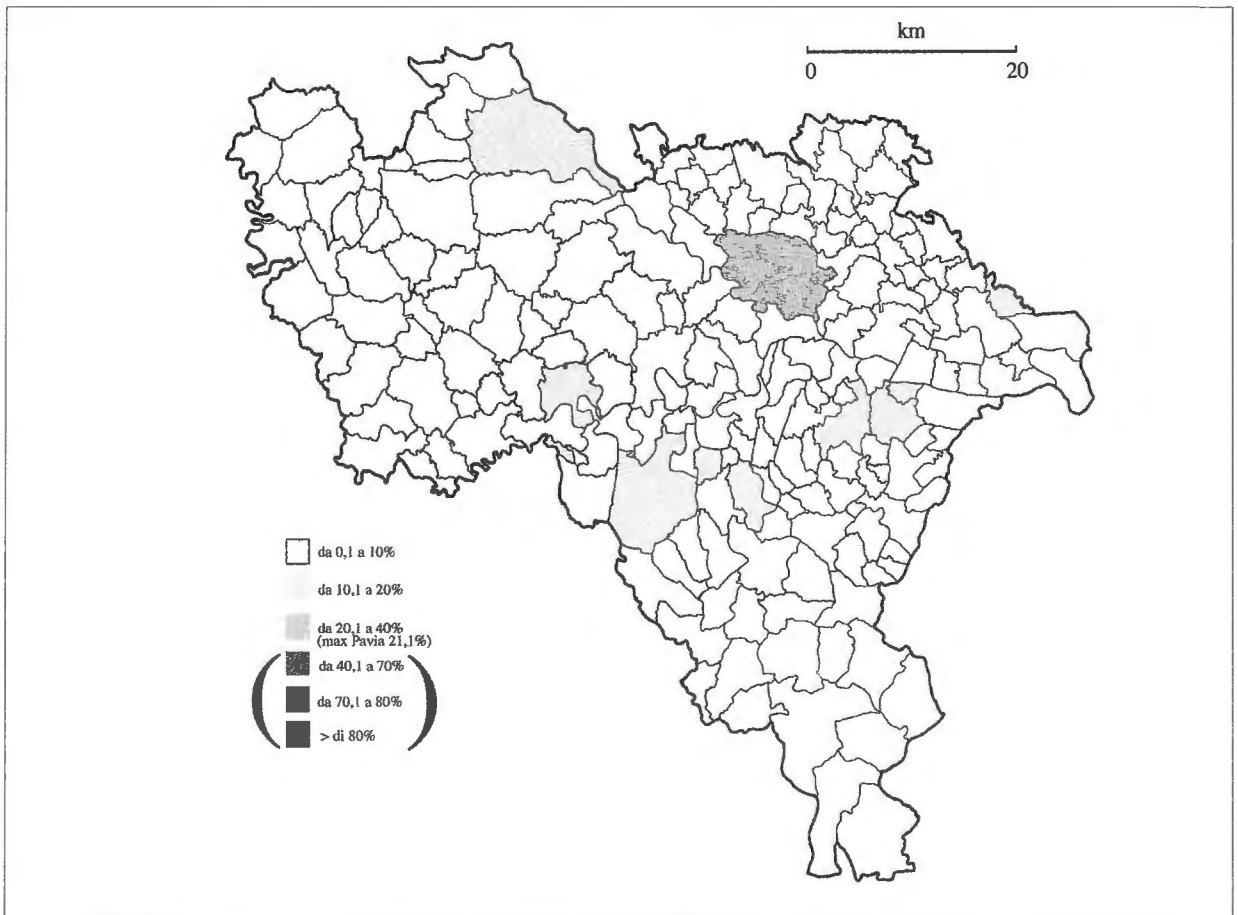 km
0 20
da 0,1 a 10%
da 10,1 a 20%
da 20,1 a 40%
(max Pavia 21,1%)
da 40,1 a 70%
da 70,1 a 80%
> di 80%